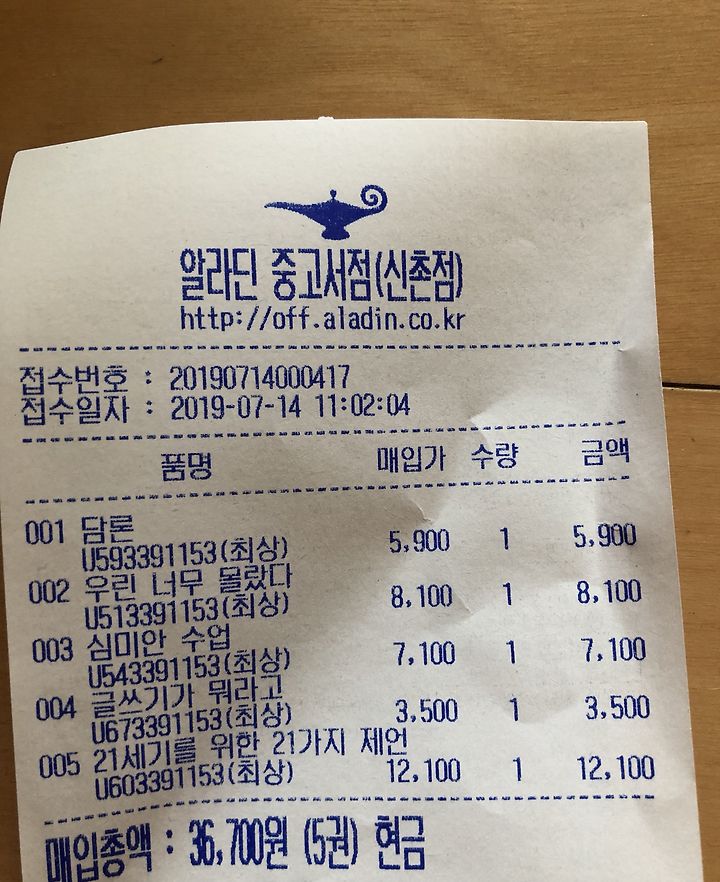 알라딘 중고서점(신촌점)
http://off.aladin.co.kr
접수번호 : 20190714000417
접수일자 : 2019-07-14 11:02:04
품명 매입가 수량 금액
001 담론
U593391153(최상) 5,900 1 5,900
002 우린 너무 몰랐다
U513391153(최상) 8,100 1 8,100
003 심미안 수업
U543391153(최상) 7,100 1 7,100
004 글쓰기가 뭐라고
U673391153(최상) 3,500 1 3,500
005 21세기를 위한 21가지 제언
U603391153(최상) 12,100 1 12,100
매입총액 : 36,700원 (5권) 현금